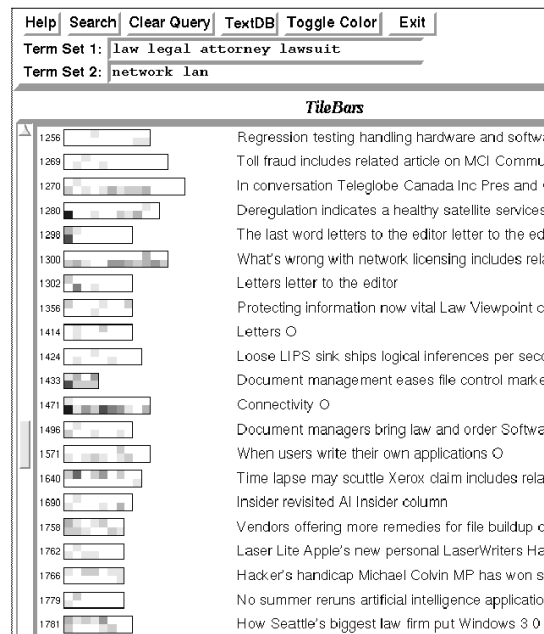 Help Search Clear Query TextDB Toggle Color Exit
Term Set 1: law legal attorney lawsuit
Term Set 2: network lan
TileBars
1256 Regression testing handling hardware and softwa
1269 Toll fraud includes related article on MCI Commu
1270 In conversation Teleglobe Canada Inc Pres and
1280 Deregulation indicates a healthy satellite services
1298 The last word letters to the editor letter to the ed
1300 What's wrong with network licensing includes rela
1302 Letters letter to the editor
1356 Protecting information now vital Law Viewpoint c
1414 Letters O
1424 Loose LIPS sink ships logical inferences per seco
1433 Document management eases file control marke
1471 Connectivity O
1496 Document managers bring law and order Softwa
1571 When users write their own applications O
1640 Time lapse may scuttle Xerox claim includes rela
1690 Insider revisited AI Insider column
1758 Vendors offering more remedies for file buildup c
1762 Laser Lite Apple's new personal LaserWriters Ha
1766 Hacker's handicap Michael Colvin MP has won s
1779 No summer reruns artificial intelligence applicatio
1781 How Seattle's biggest law firm put Windows 3 0